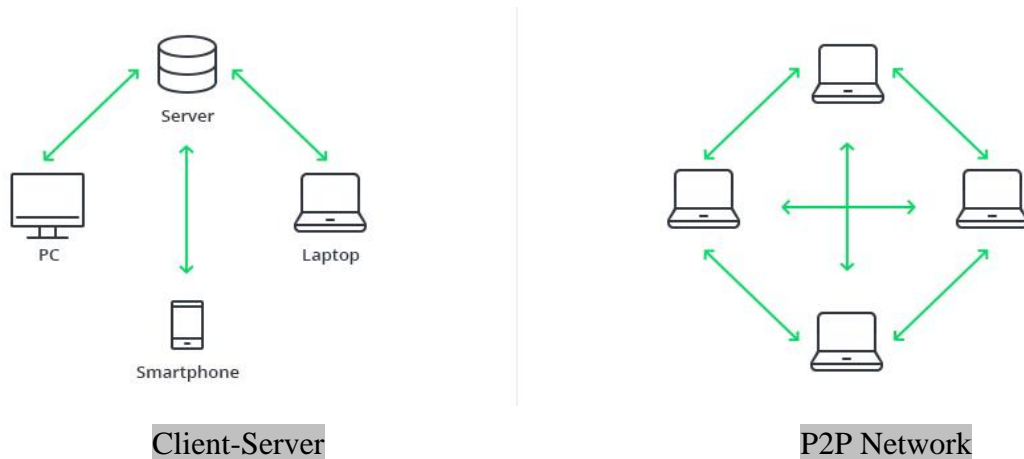 Server
PC
Laptop
Smartphone
Client-Server
P2P Network